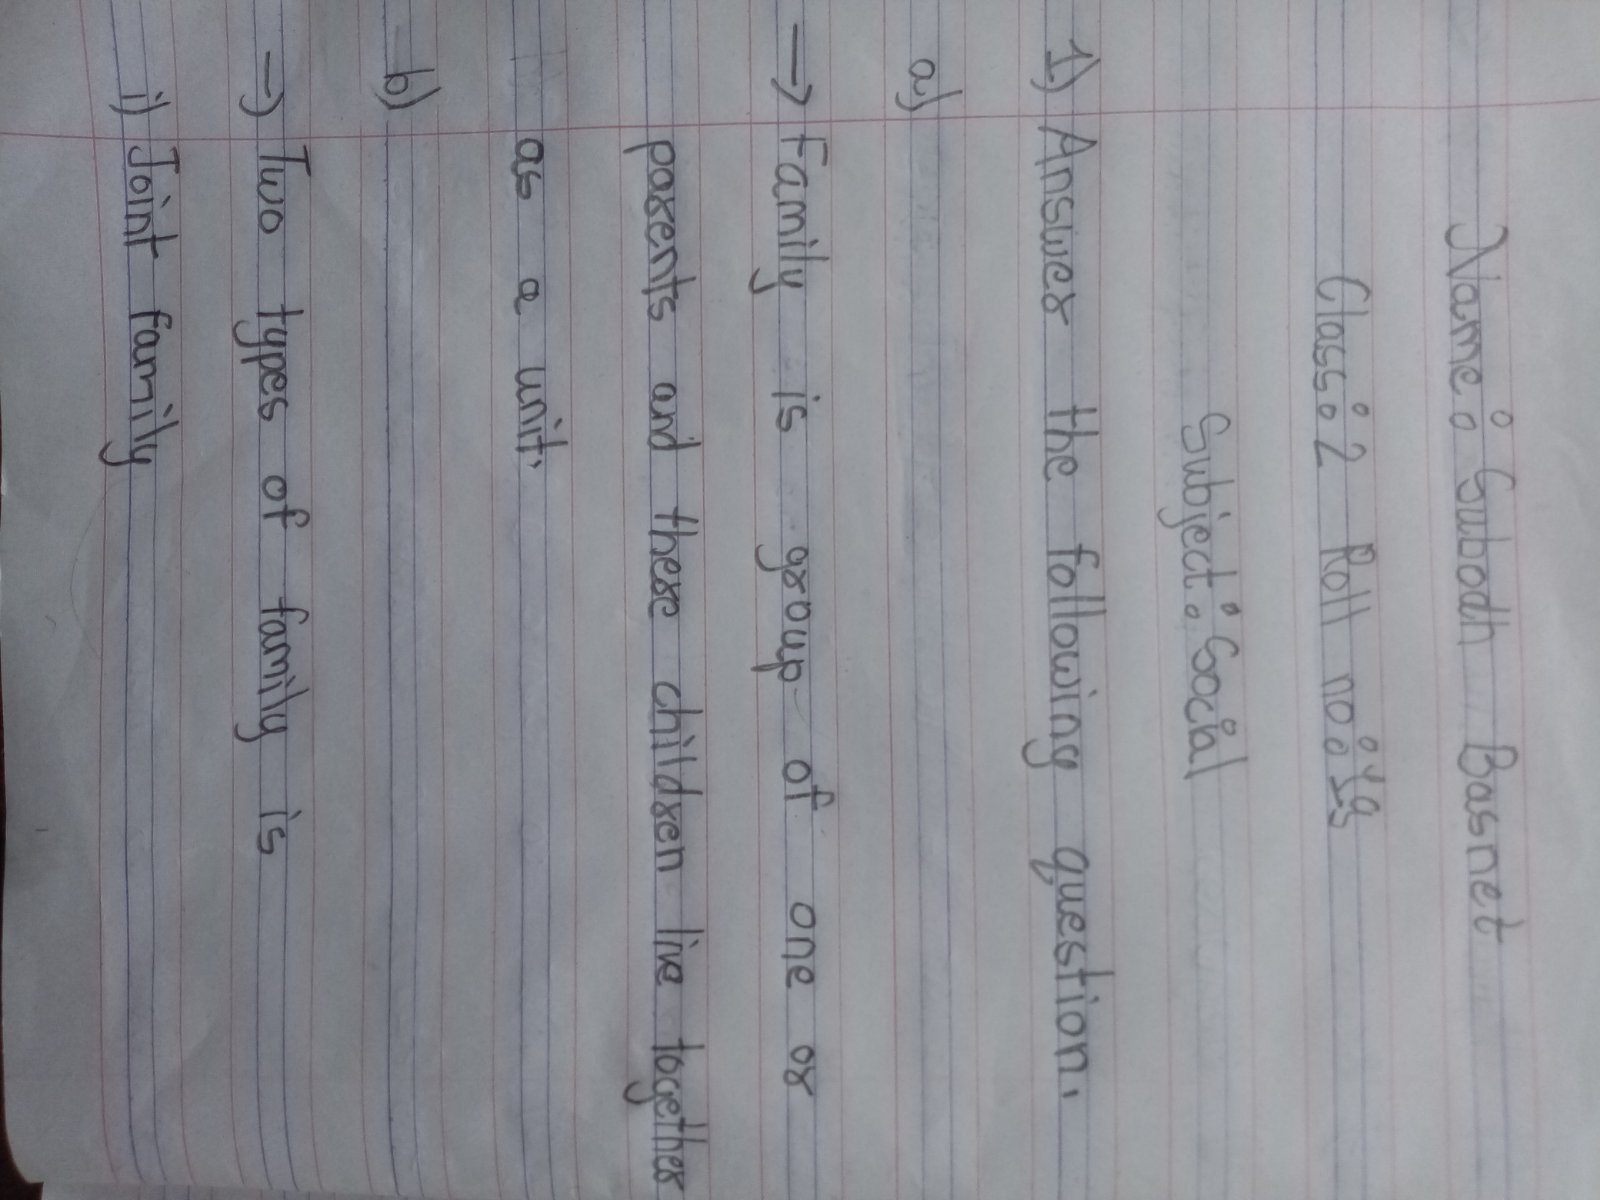 Name: Subodh Basnet
Class: 2 Roll no: 19
Subject: Social
1) Answer the following question.
a)
→ Family is group of one or
parents and these children live together
as a unit.
b)
→ Two types of family is
i) Joint family